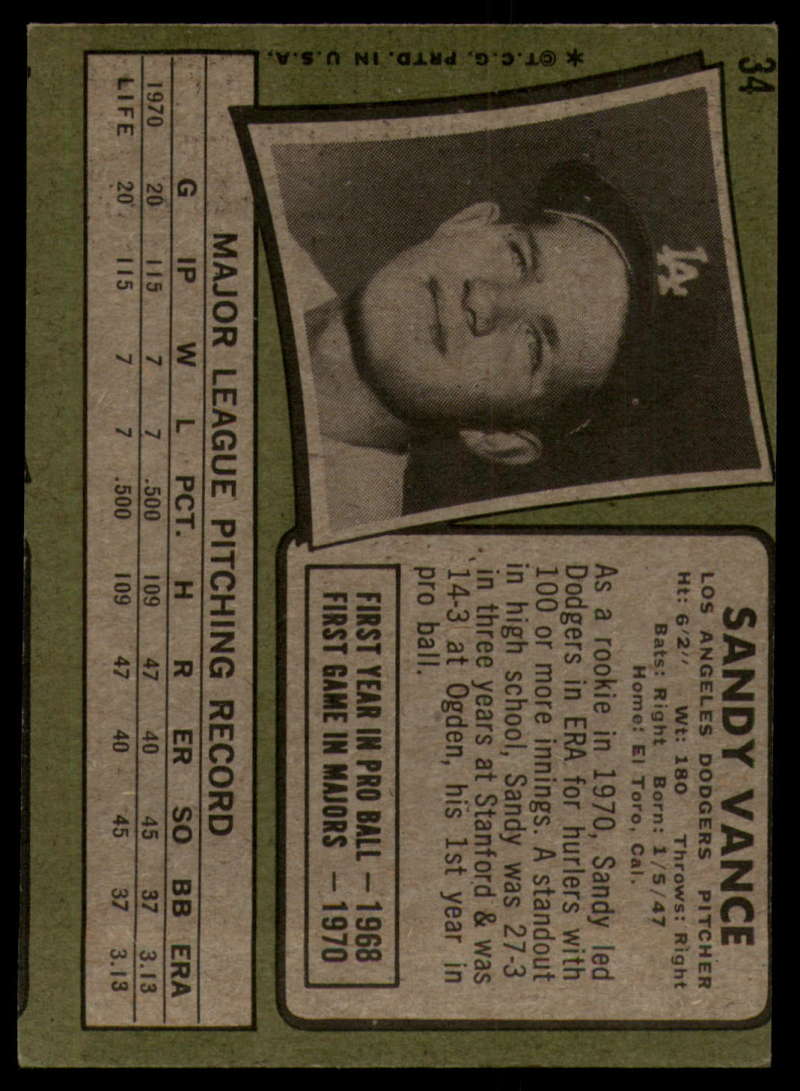 34
LA
SANDY VANCE
LOS ANGELES DODGERS PITCHER
Ht: 6'2" Wt: 180 Throws: Right
Bats: Right Born: 1/5/47
Home: El Toro, Cal.
As a rookie in 1970, Sandy led
Dodgers in ERA for hurlers with
100 or more innings. A standout
in high school, Sandy was 27-3
in three years at Stanford & was
14-3 at Ogden, his 1st year in
pro ball.
FIRST YEAR IN PRO BALL — 1968
FIRST GAME IN MAJORS — 1970
MAJOR LEAGUE PITCHING RECORD
G IP W L PCT. H R ER SO BB ERA
1970 20 115 7 7 .500 109 47 40 45 37 3.13
LIFE 20 115 7 7 .500 109 47 40 45 37 3.13
* ©T.C.G. PRTD. IN U.S.A.